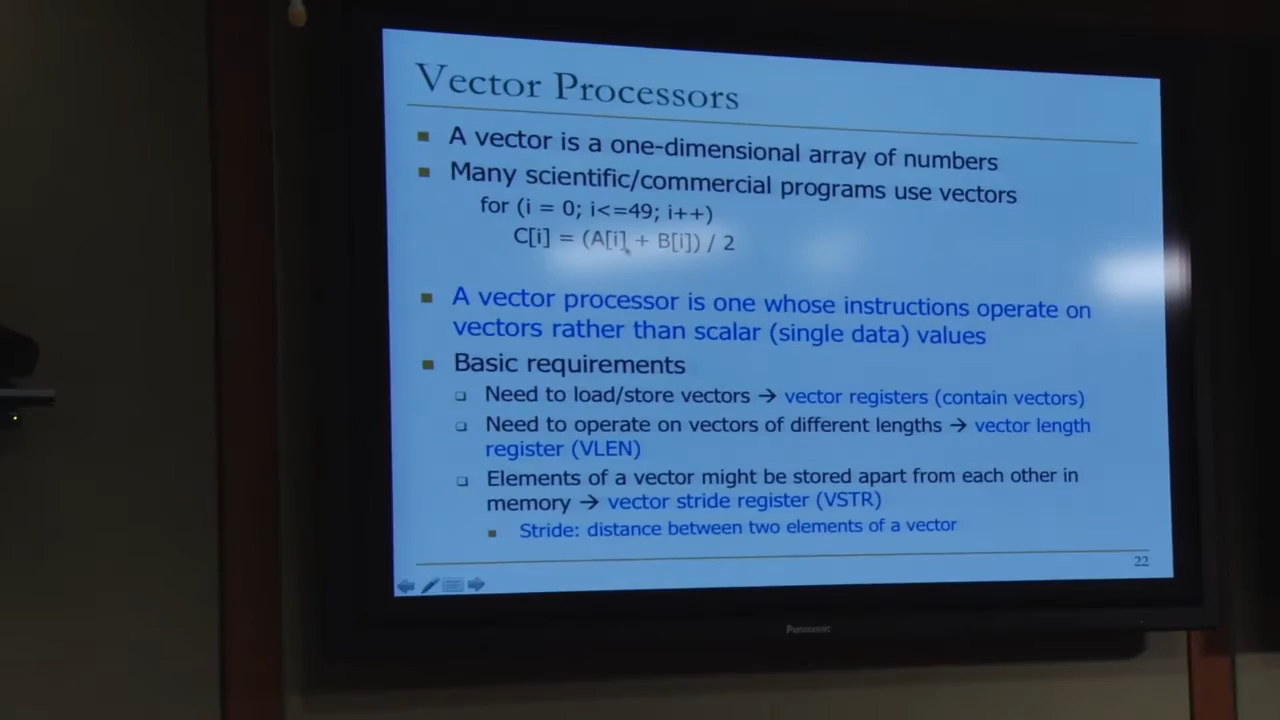 Vector Processors
A vector is a one-dimensional array of numbers
Many scientific/commercial programs use vectors
for (i = 0; i<=49; i++)
C[i] = (A[i] + B[i]) / 2
A vector processor is one whose instructions operate on
vectors rather than scalar (single data) values
Basic requirements
Need to load/store vectors → vector registers (contain vectors)
Need to operate on vectors of different lengths → vector length
register (VLEN)
Elements of a vector might be stored apart from each other in
memory → vector stride register (VSTR)
Stride: distance between two elements of a vector
22
Panasonic